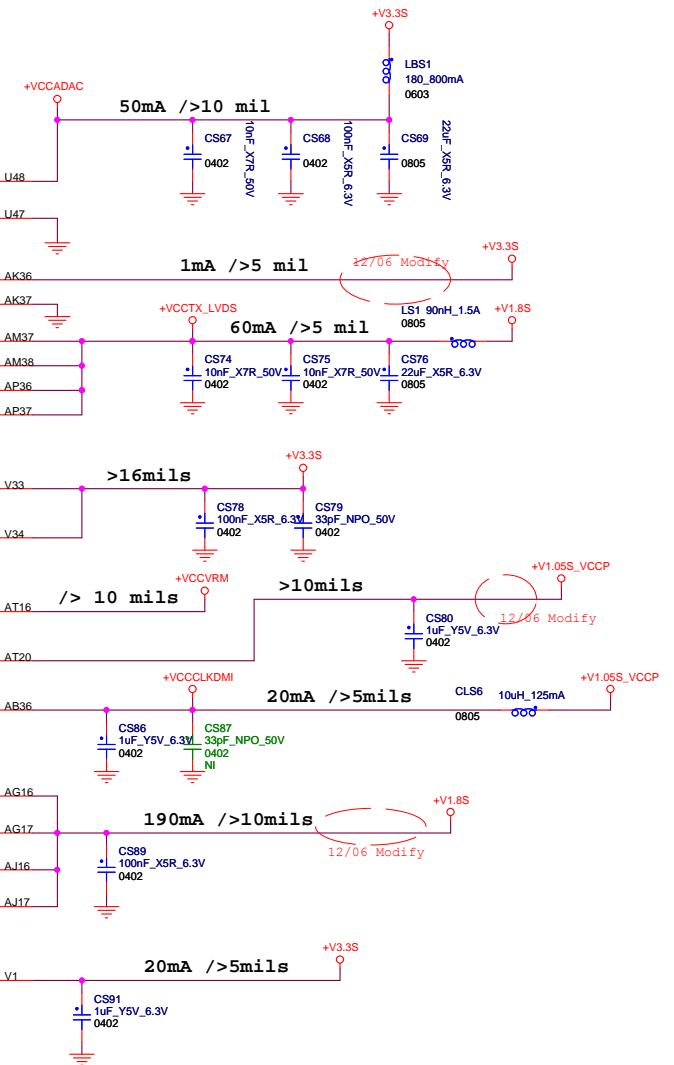 +V3.3S
LBS1
180_800mA
0603
+VCCADAC
50mA />10 mil
CS67
0402
10nF_X7R_50V
CS68
0402
100nF_X5R_6.3V
CS69
0805
22uF_X5R_6.3V
U48
U47
1mA />5 mil
12/06 Modify
+V3.3S
AK36
AK37
LS1 90nH_1.5A
0805
+V1.8S
+VCCTX_LVDS
60mA />5 mil
AM37
AM38
AP36
AP37
CS74
10nF_X7R_50V
0402
CS75
10nF_X7R_50V
0402
CS76
22uF_X5R_6.3V
0805
+V3.3S
>16mils
V33
V34
CS78
100nF_X5R_6.3V
0402
CS79
33pF_NPO_50V
0402
+VCCVRM
/> 10 mils
AT16
>10mils
+V1.05S_VCCP
12/06 Modify
CS80
1uF_Y5V_6.3V
0402
AT20
+VCCCLKDMI
20mA />5mils
CLS6
0805
10uH_125mA
+V1.05S_VCCP
AB36
CS86
1uF_Y5V_6.3V
0402
CS87
33pF_NPO_50V
0402
NI
AG16
AG17
AJ16
AJ17
190mA />10mils
+V1.8S
12/06 Modify
CS89
100nF_X5R_6.3V
0402
+V3.3S
20mA />5mils
V1
CS91
1uF_Y5V_6.3V
0402